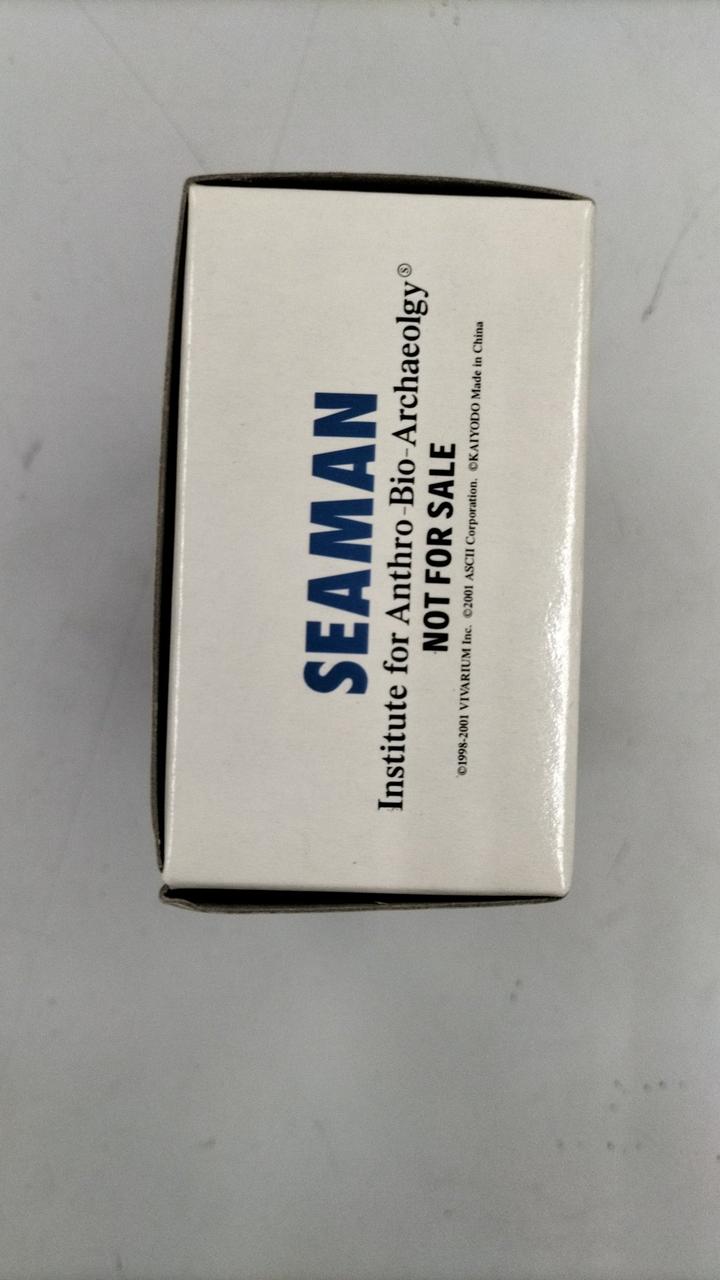 SEAMAN
Institute for Anthro-Bio-Archaeolgy Ⓢ
NOT FOR SALE
©1998-2001 VIVARIUM Inc. ©2001 ASCII Corporation. ©KAIYODO Made in China